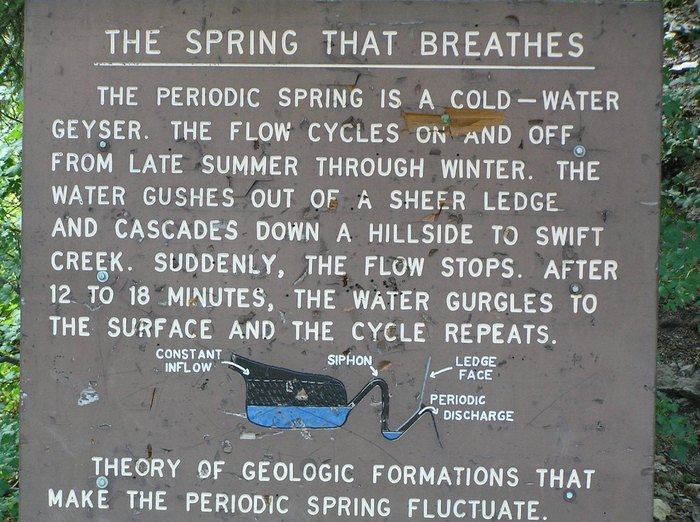 THE SPRING THAT BREATHES
THE PERIODIC SPRING IS A COLD-WATER
GEYSER. THE FLOW CYCLES ON AND OFF
FROM LATE SUMMER THROUGH WINTER. THE
WATER GUSHES OUT OF A SHEER LEDGE
AND CASCADES DOWN A HILLSIDE TO SWIFT
CREEK. SUDDENLY, THE FLOW STOPS. AFTER
12 TO 18 MINUTES, THE WATER GURGLES TO
THE SURFACE AND THE CYCLE REPEATS.
CONSTANT
INFLOW
SIPHON
LEDGE
FACE
PERIODIC
DISCHARGE
THEORY OF GEOLOGIC FORMATIONS THAT
MAKE THE PERIODIC SPRING FLUCTUATE.